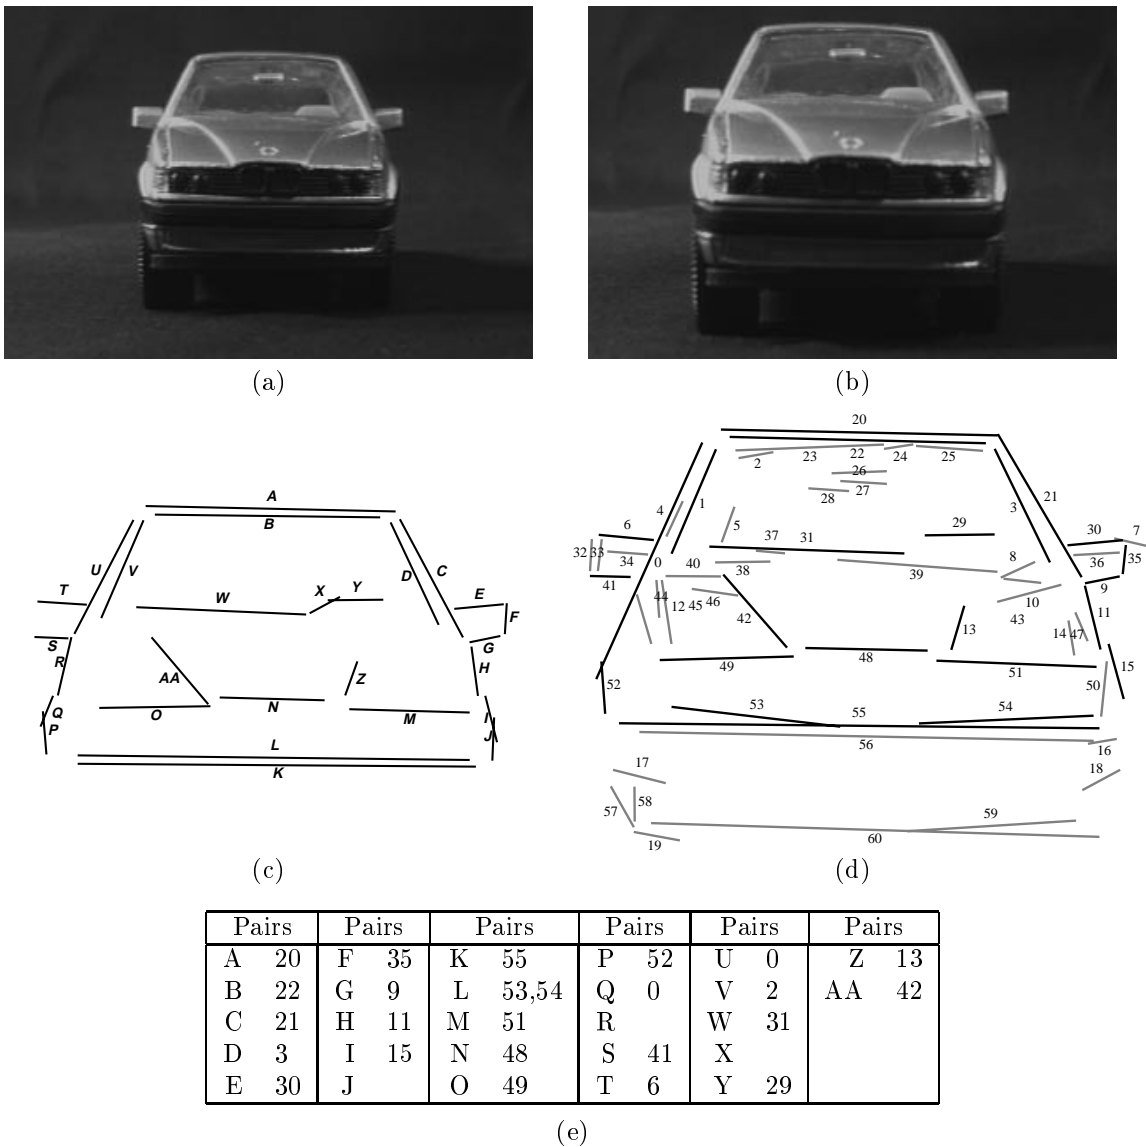 (a)
(b)
A
B
C
D
U
V
T
S
R
Q
P
W
X
Y
E
F
G
H
I
J
AA
Z
O
N
M
L
K
20
2
23
22
24
25
26
27
28
21
3
4
1
5
6
32
33
34
41
0
40
37
31
38
29
39
8
30
7
36
35
9
10
43
11
44
12
45
46
42
13
14
47
15
49
48
51
50
52
53
55
54
56
16
17
18
57
58
19
59
60
(c)
(d)
Pairs Pairs Pairs Pairs Pairs Pairs
A 20 F 35 K 55 P 52 U 0 Z 13
B 22 G 9 L 53,54 Q 0 V 2 AA 42
C 21 H 11 M 51 R W 31
D 3 I 15 N 48 S 41 X
E 30 J O 49 T 6 Y 29
(e)